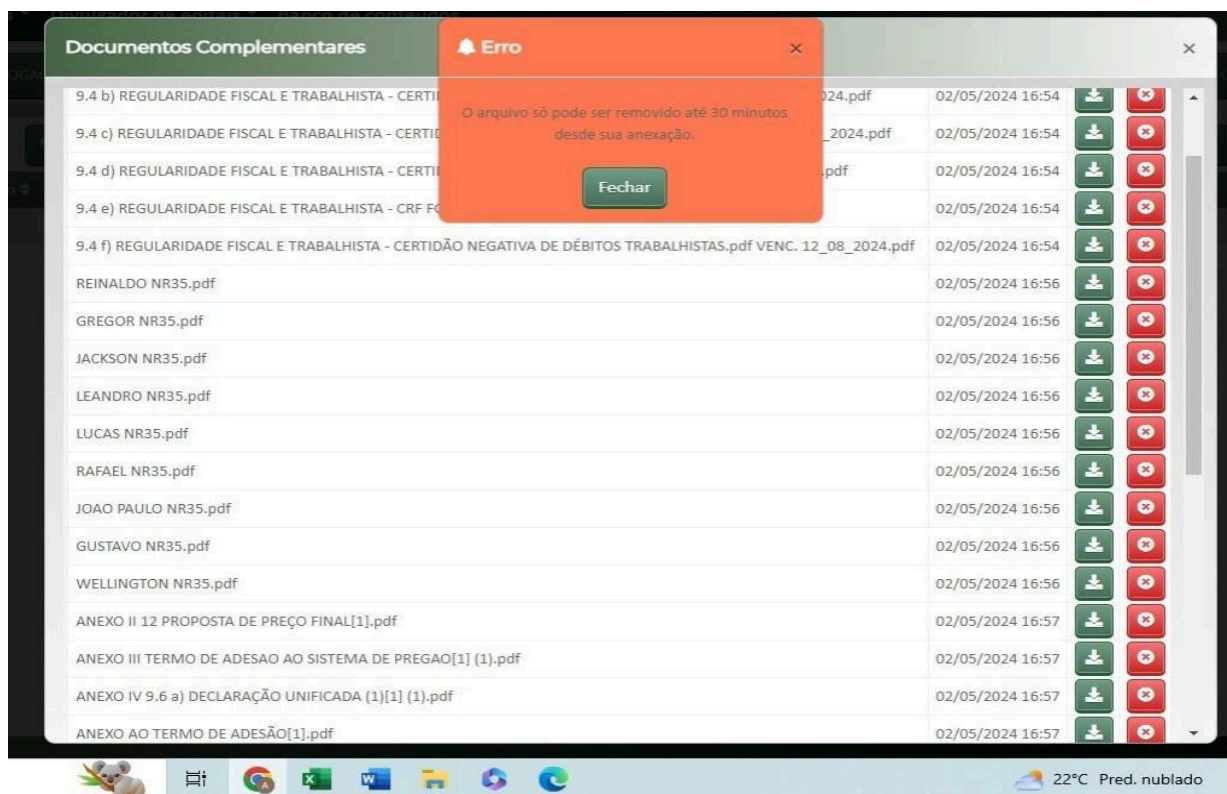 Divulgador de editais Banco de conteúdos
Documentos Complementares
Erro
O arquivo só pode ser removido até 30 minutos
desde sua anexação.
Fechar
9.4 b) REGULARIDADE FISCAL E TRABALHISTA - 024.pdf 02/05/2024 16:54
9.4 c) REGULARIDADE FISCAL E TRABALHISTA - _2024.pdf 02/05/2024 16:54
9.4 d) REGULARIDADE FISCAL E TRABALHISTA - .pdf 02/05/2024 16:54
9.4 e) REGULARIDADE FISCAL E TRABALHISTA - CRF 02/05/2024 16:54
9.4 f) REGULARIDADE FISCAL E TRABALHISTA - CERTIDÃO NEGATIVA DE DÉBITOS TRABALHISTAS.pdf VENC. 12_08_2024.pdf 02/05/2024 16:54
REINALDO NR35.pdf 02/05/2024 16:56
GREGOR NR35.pdf 02/05/2024 16:56
JACKSON NR35.pdf 02/05/2024 16:56
LEANDRO NR35.pdf 02/05/2024 16:56
LUCAS NR35.pdf 02/05/2024 16:56
RAFAEL NR35.pdf 02/05/2024 16:56
JOAO PAULO NR35.pdf 02/05/2024 16:56
GUSTAVO NR35.pdf 02/05/2024 16:56
WELLINGTON NR35.pdf 02/05/2024 16:56
ANEXO II 12 PROPOSTA DE PREÇO FINAL[1].pdf 02/05/2024 16:57
ANEXO III TERMO DE ADESAO AO SISTEMA DE PREGAO[1] (1).pdf 02/05/2024 16:57
ANEXO IV 9.6 a) DECLARAÇÃO UNIFICADA (1)[1] (1).pdf 02/05/2024 16:57
ANEXO AO TERMO DE ADESÃO[1].pdf 02/05/2024 16:57
22°C Pred. nublado